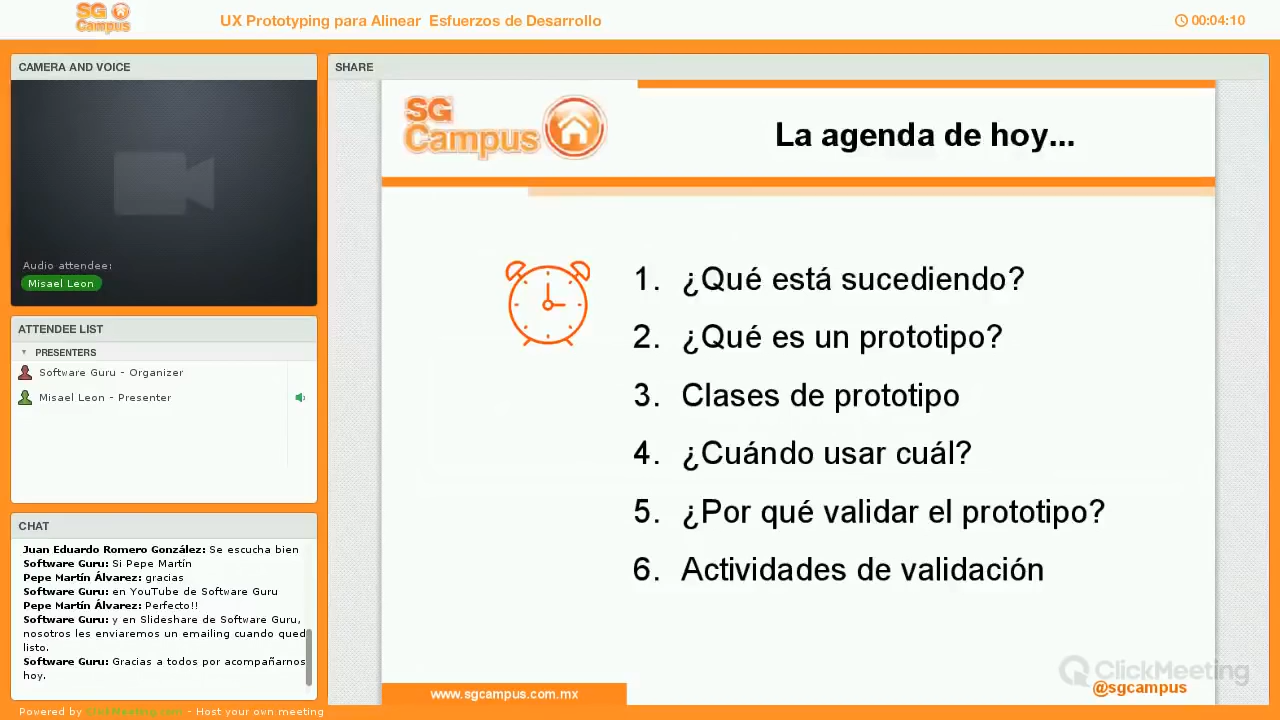 SG
Campus
UX Prototyping para Alinear  Esfuerzos de Desarrollo
00:04:10
CAMERA AND VOICE
Audio attendee:
Misael Leon
ATTENDEE LIST
PRESENTERS
Software Guru - Organizer
Misael Leon - Presenter
CHAT
Juan Eduardo Romero González: Se escucha bien
Software Guru: Si Pepe Martín
Pepe Martín Álvarez: gracias
Software Guru: en YouTube de Software Guru
Pepe Martín Álvarez: Perfecto!!
Software Guru: y en Slideshare de Software Guru,
nosotros les enviaremos un emailing cuando qued
listo.
Software Guru: Gracias a todos por acompañarnos
hoy.
Powered by ClickMeeting.com - Host your own meeting
SHARE
SG
Campus
La agenda de hoy...
1. ¿Qué está sucediendo?
2. ¿Qué es un prototipo?
3. Clases de prototipo
4. ¿Cuándo usar cuál?
5. ¿Por qué validar el prototipo?
6. Actividades de validación
www.sgcampus.com.mx
ClickMeeting
@sgcampus